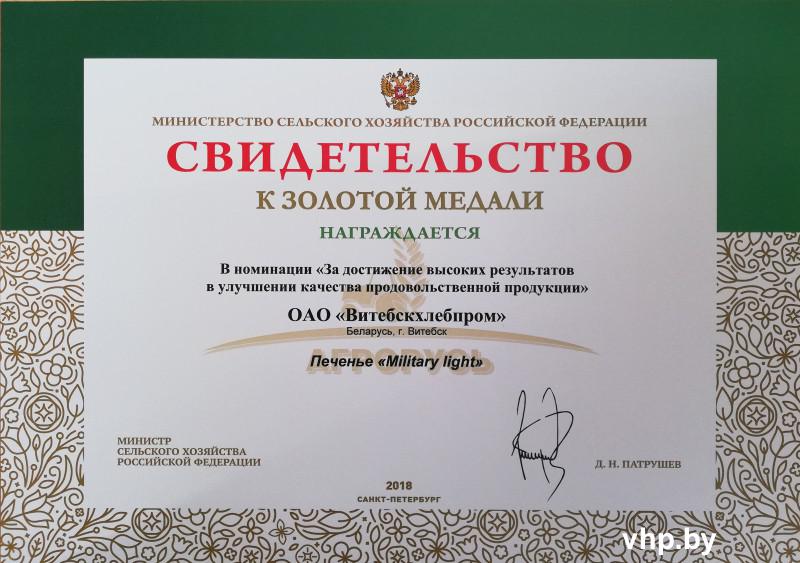 МИНИСТЕРСТВО СЕЛЬСКОГО ХОЗЯЙСТВА РОССИЙСКОЙ ФЕДЕРАЦИИ
СВИДЕТЕЛЬСТВО
К ЗОЛОТОЙ МЕДАЛИ
НАГРАЖДАЕТСЯ
В номинации «За достижение высоких результатов
в улучшении качества продовольственной продукции»
ОАО «Витебскхлебпром»
Беларусь, г. Витебск
АГРОРУСЬ
Печенье «Military light»
МИНИСТР
СЕЛЬСКОГО ХОЗЯЙСТВА
РОССИЙСКОЙ ФЕДЕРАЦИИ
Д. Н. ПАТРУШЕВ
2018
САНКТ-ПЕТЕРБУРГ
vhp.by